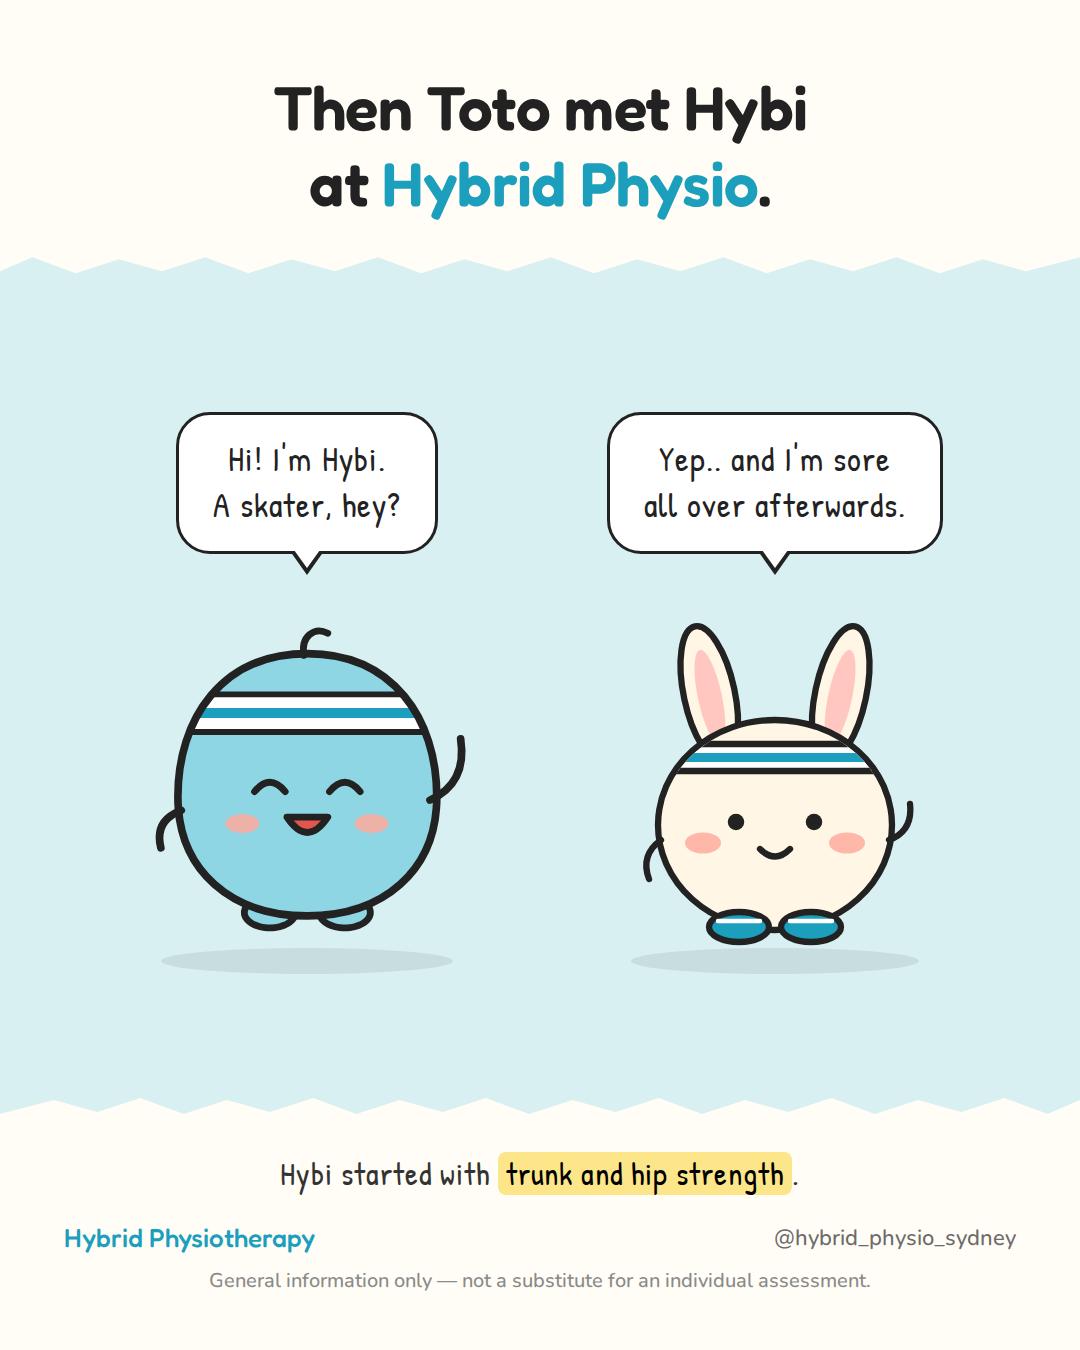 Then Toto met Hybi
at Hybrid Physio.
Hi! I'm Hybi.
A skater, hey?
Yep.. and I'm sore
all over afterwards.
Hybi started with trunk and hip strength.
Hybrid Physiotherapy
@hybrid_physio_sydney
General information only — not a substitute for an individual assessment.